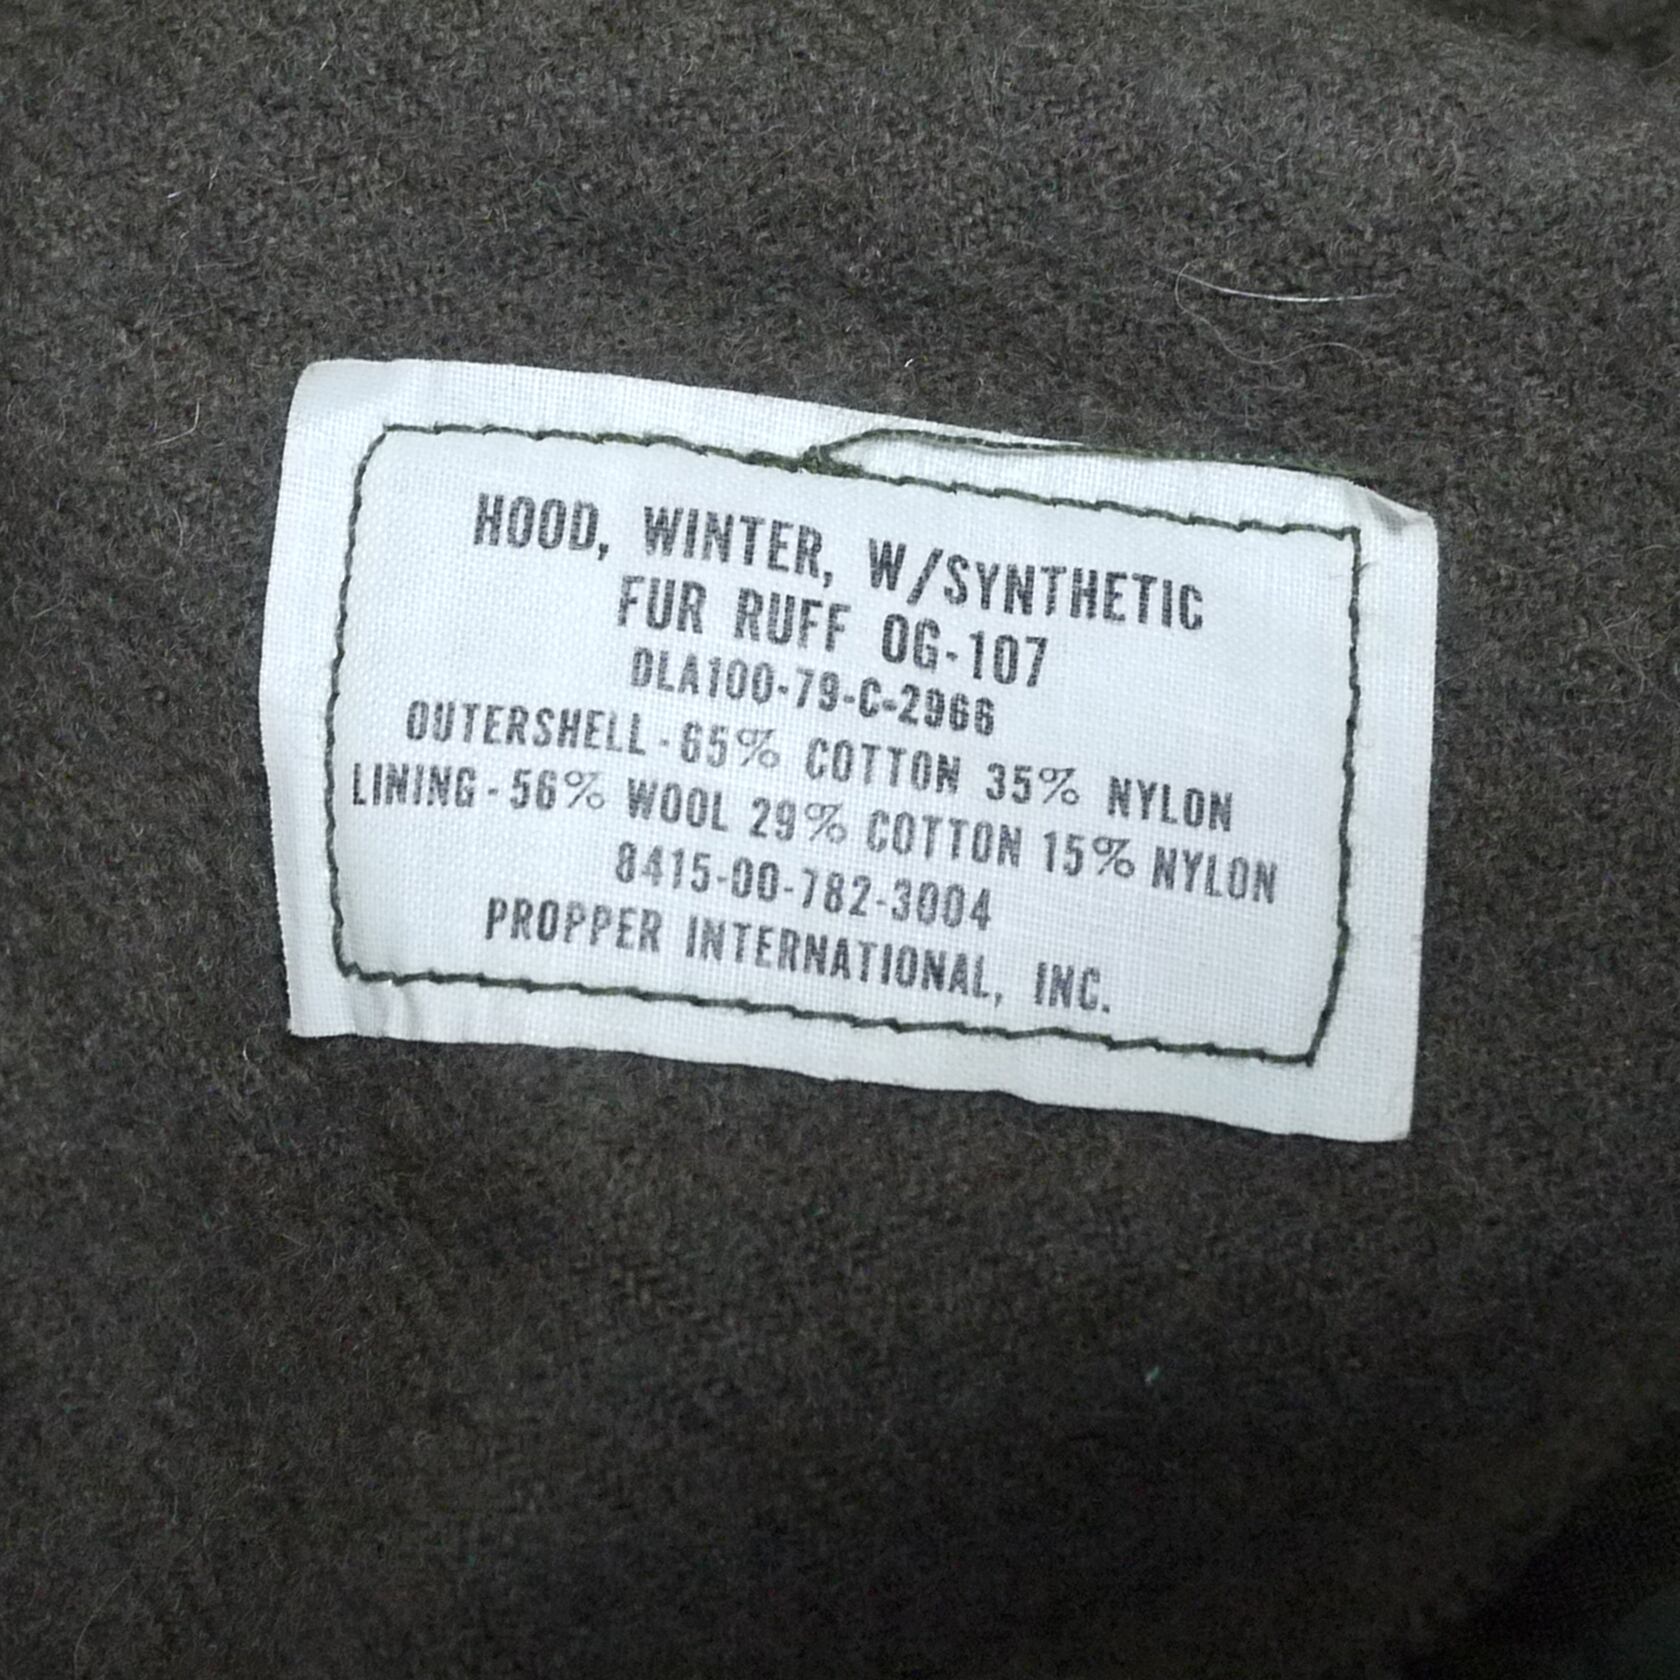 HOOD, WINTER, W/SYNTHETIC
FUR RUFF OG-107
DLA100-79-C-2966
OUTERSHELL-65% COTTON 35% NYLON
LINING-56% WOOL 29% COTTON 15% NYLON
8415-00-782-3004
PROPPER INTERNATIONAL, INC.